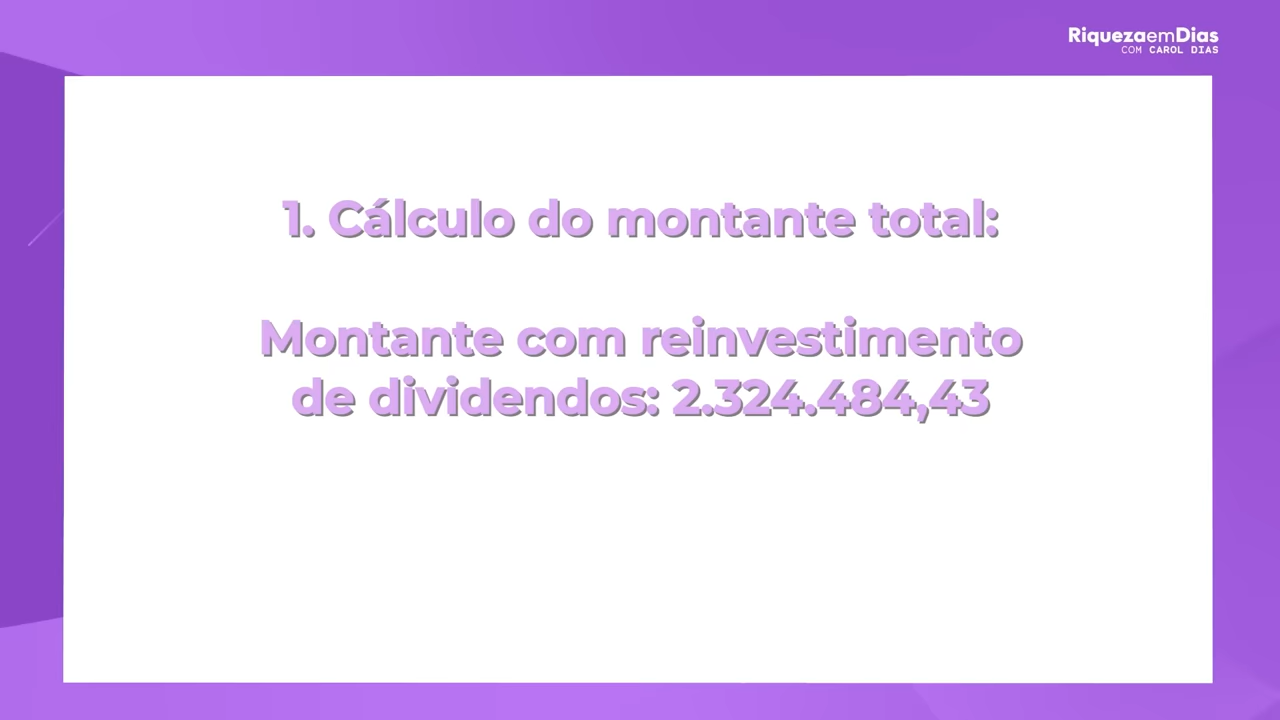 RiquezaemDias
COM CAROL DIAS
1. Cálculo do montante total:
Montante com reinvestimento
de dividendos: 2.324.484,43